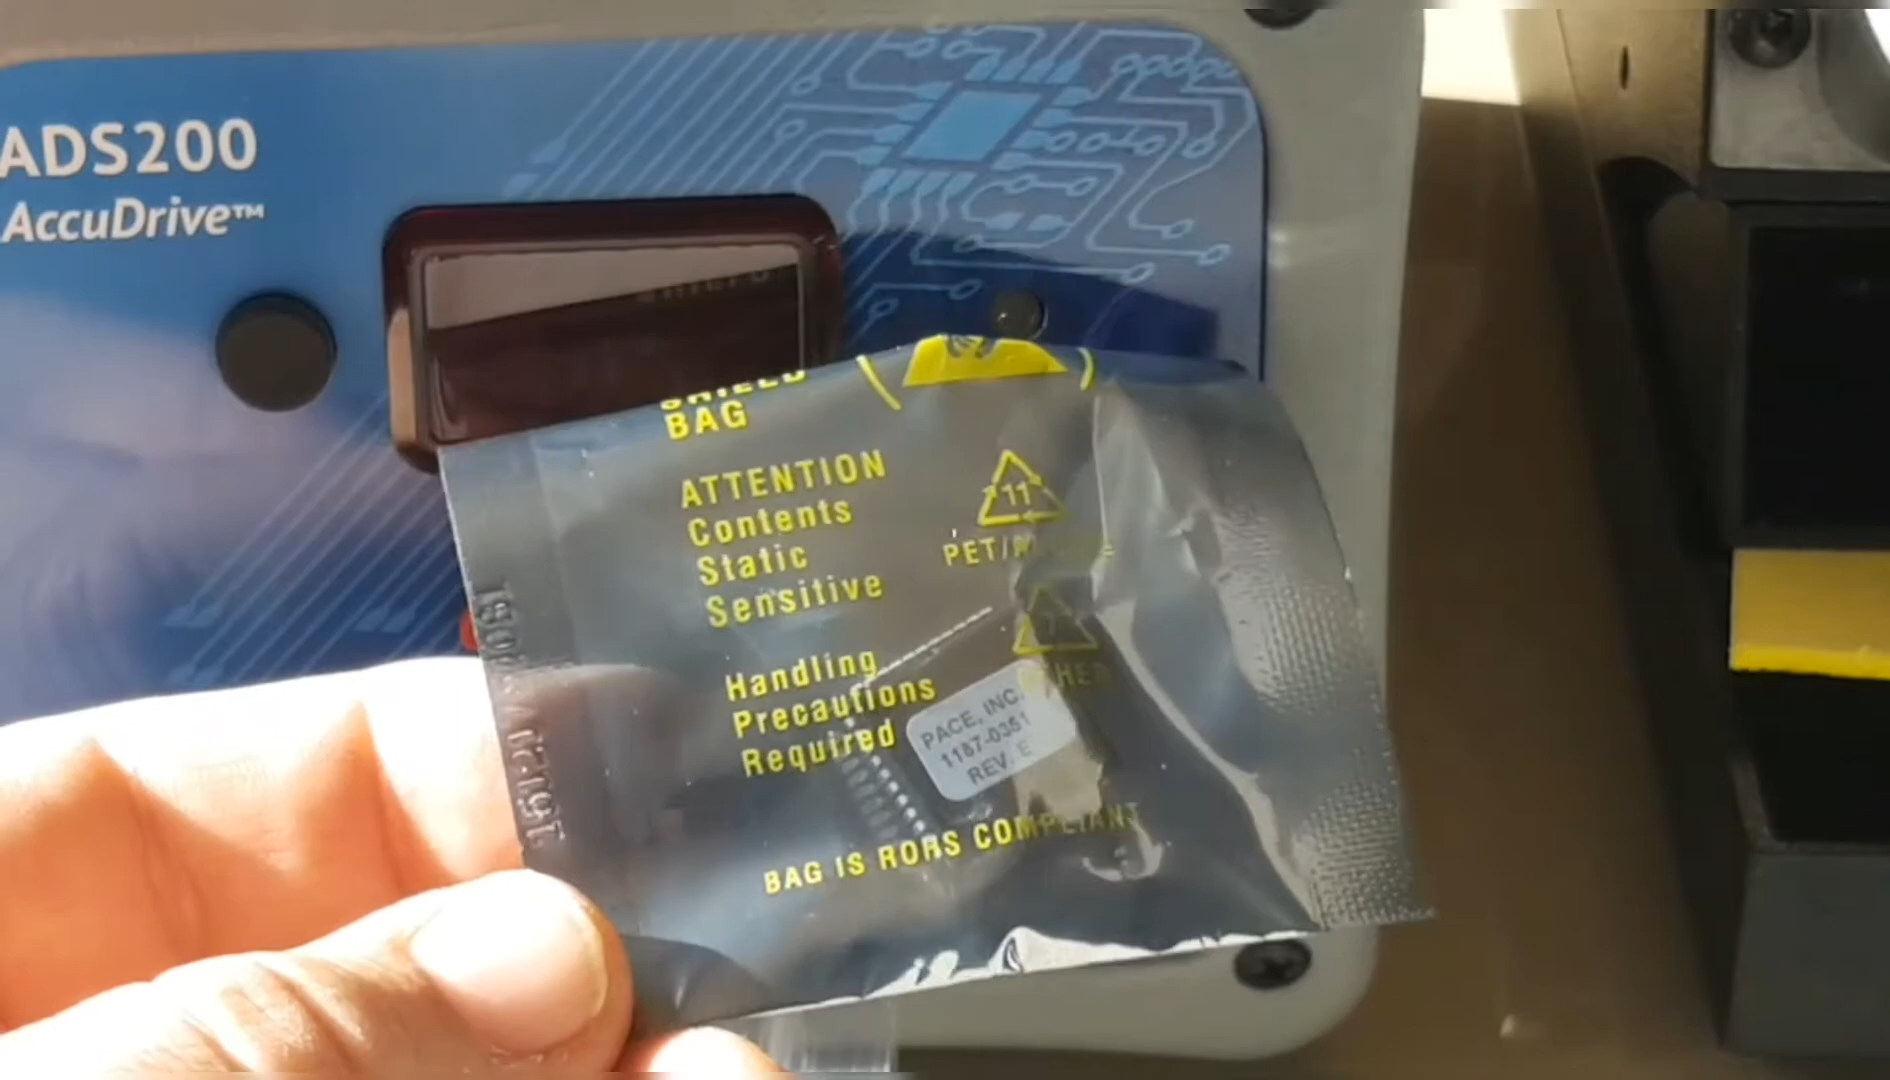 ADS200
AccuDrive™
SHIELD
BAG
ATTENTION
Contents
Static
Sensitive
11
PET/
Handling
Precautions
Required
PACE, INC.
1187-0351
REV. E
BAG IS ROHS COMPLIANT